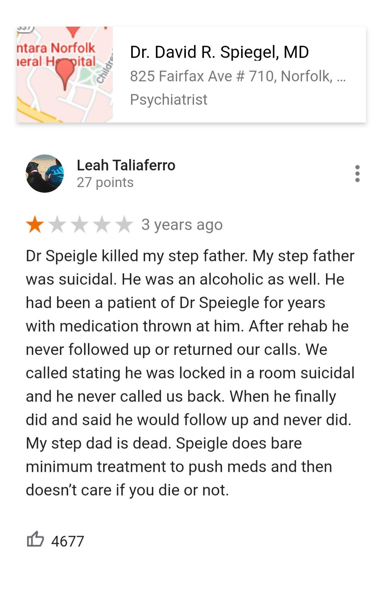 337
ntara Norfolk
eral Hospital
Childre
Dr. David R. Spiegel, MD
825 Fairfax Ave # 710, Norfolk, ...
Psychiatrist
Leah Taliaferro
27 points
3 years ago
Dr Speigle killed my step father. My step father
was suicidal. He was an alcoholic as well. He
had been a patient of Dr Speiegle for years
with medication thrown at him. After rehab he
never followed up or returned our calls. We
called stating he was locked in a room suicidal
and he never called us back. When he finally
did and said he would follow up and never did.
My step dad is dead. Speigle does bare
minimum treatment to push meds and then
doesn’t care if you die or not.
4677